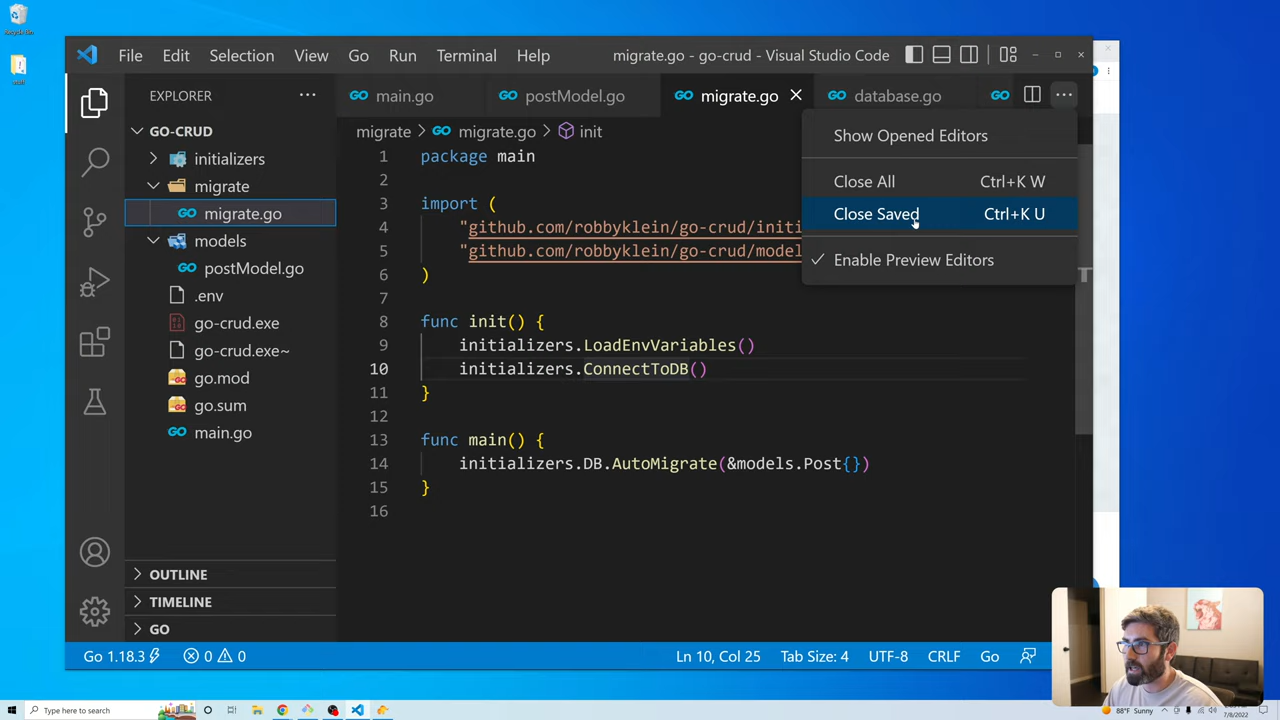 File Edit Selection View Go Run Terminal Help
migrate.go - go-crud - Visual Studio Code
EXPLORER
main.go
postModel.go
migrate.go
database.go
GO-CRUD
initializers
migrate
migrate.go
models
postModel.go
.env
go-crud.exe
go-crud.exe~
go.mod
go.sum
main.go
OUTLINE
TIMELINE
GO
migrate > migrate.go > init
1 package main
2
3 import (
4 "github.com/robbyklein/go-crud/initi
5 "github.com/robbyklein/go-crud/model
6 )
7
8 func init() {
9 initializers.LoadEnvVariables()
10 initializers.ConnectToDB()
11 }
12
13 func main() {
14 initializers.DB.AutoMigrate(&models.Post{})
15 }
16
Show Opened Editors
Close All Ctrl+K W
Close Saved Ctrl+K U
Enable Preview Editors
Go 1.18.3 0 0 Ln 10, Col 25 Tab Size: 4 UTF-8 CRLF Go
Type here to search
88°F Sunny
7/8/2022